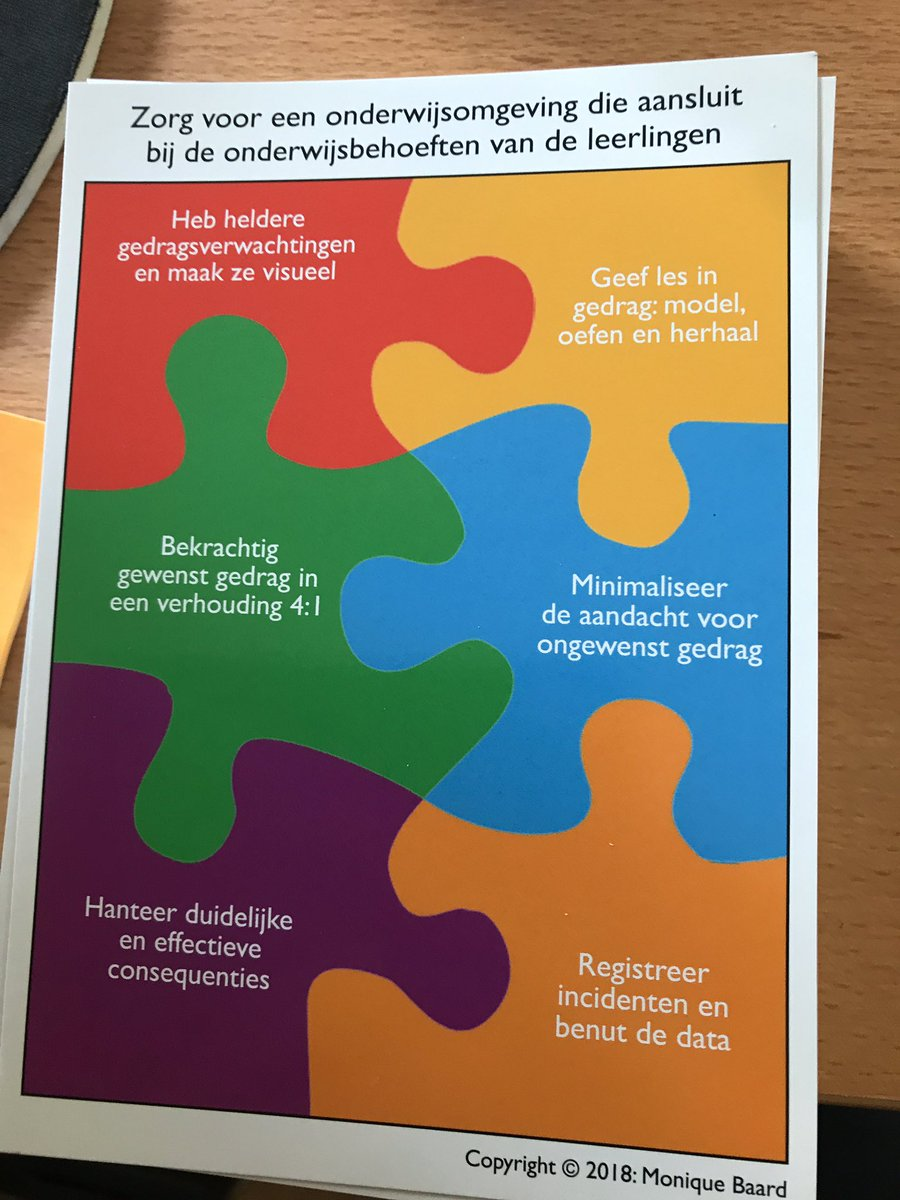 Zorg voor een onderwijsomgeving die aansluit
bij de onderwijsbehoeften van de leerlingen
Heb heldere
gedragsverwachtingen
en maak ze visueel
Geef les in
gedrag: model,
oefen en herhaal
Bekrachtig
gewenst gedrag in
een verhouding 4:1
Minimaliseer
de aandacht voor
ongewenst gedrag
Hanteer duidelijke
en effectieve
consequenties
Registreer
incidenten en
benut de data
Copyright © 2018: Monique Baard